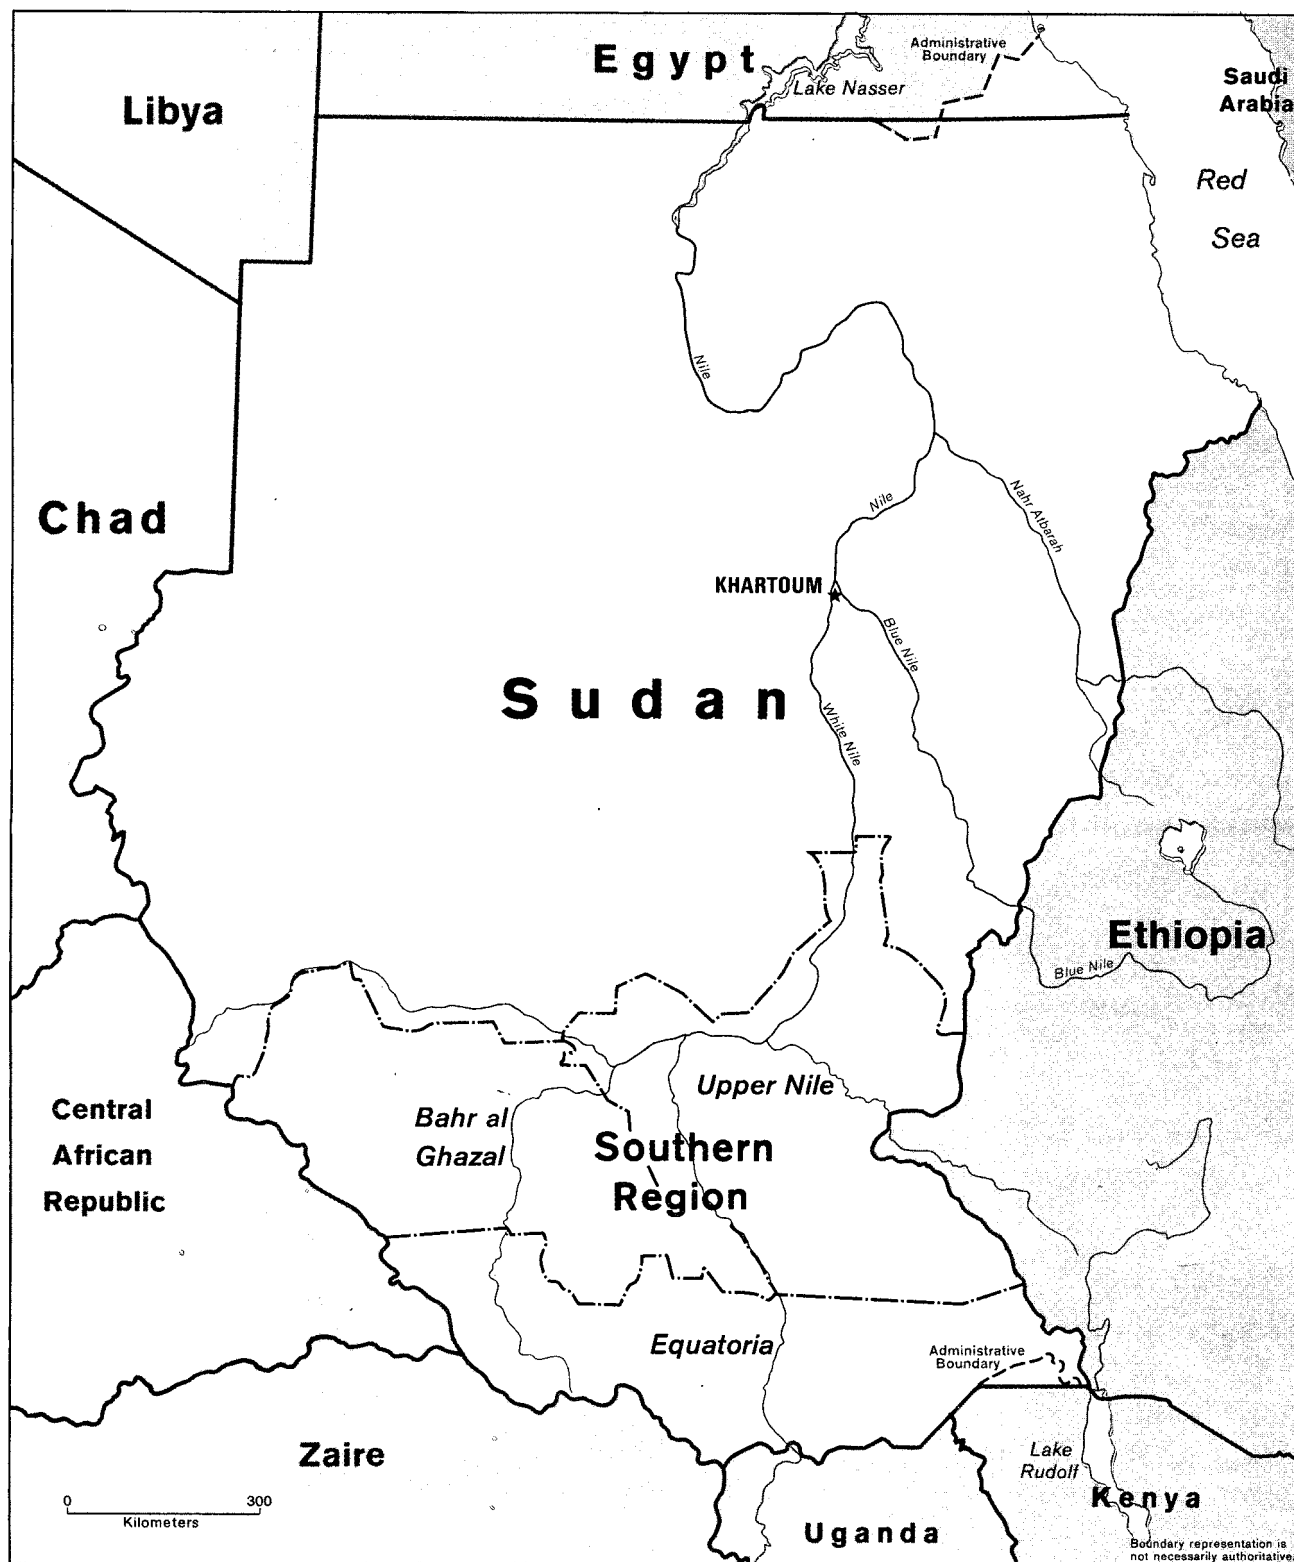 Egypt
Administrative
Boundary
Saudi
Arabia
Libya
Lake Nasser
Red
Sea
Nile
Chad
Nile
Nahr Atbarah
KHARTOUM
Blue Nile
Sudan
White Nile
Ethiopia
Blue Nile
Upper Nile
Central
African
Republic
Bahr al
Ghazal
Southern
Region
Equatoria
Administrative
Boundary
Zaire
Lake
Rudolf
Kenya
0 300
Kilometers
Uganda
Boundary representation is
not necessarily authoritative.